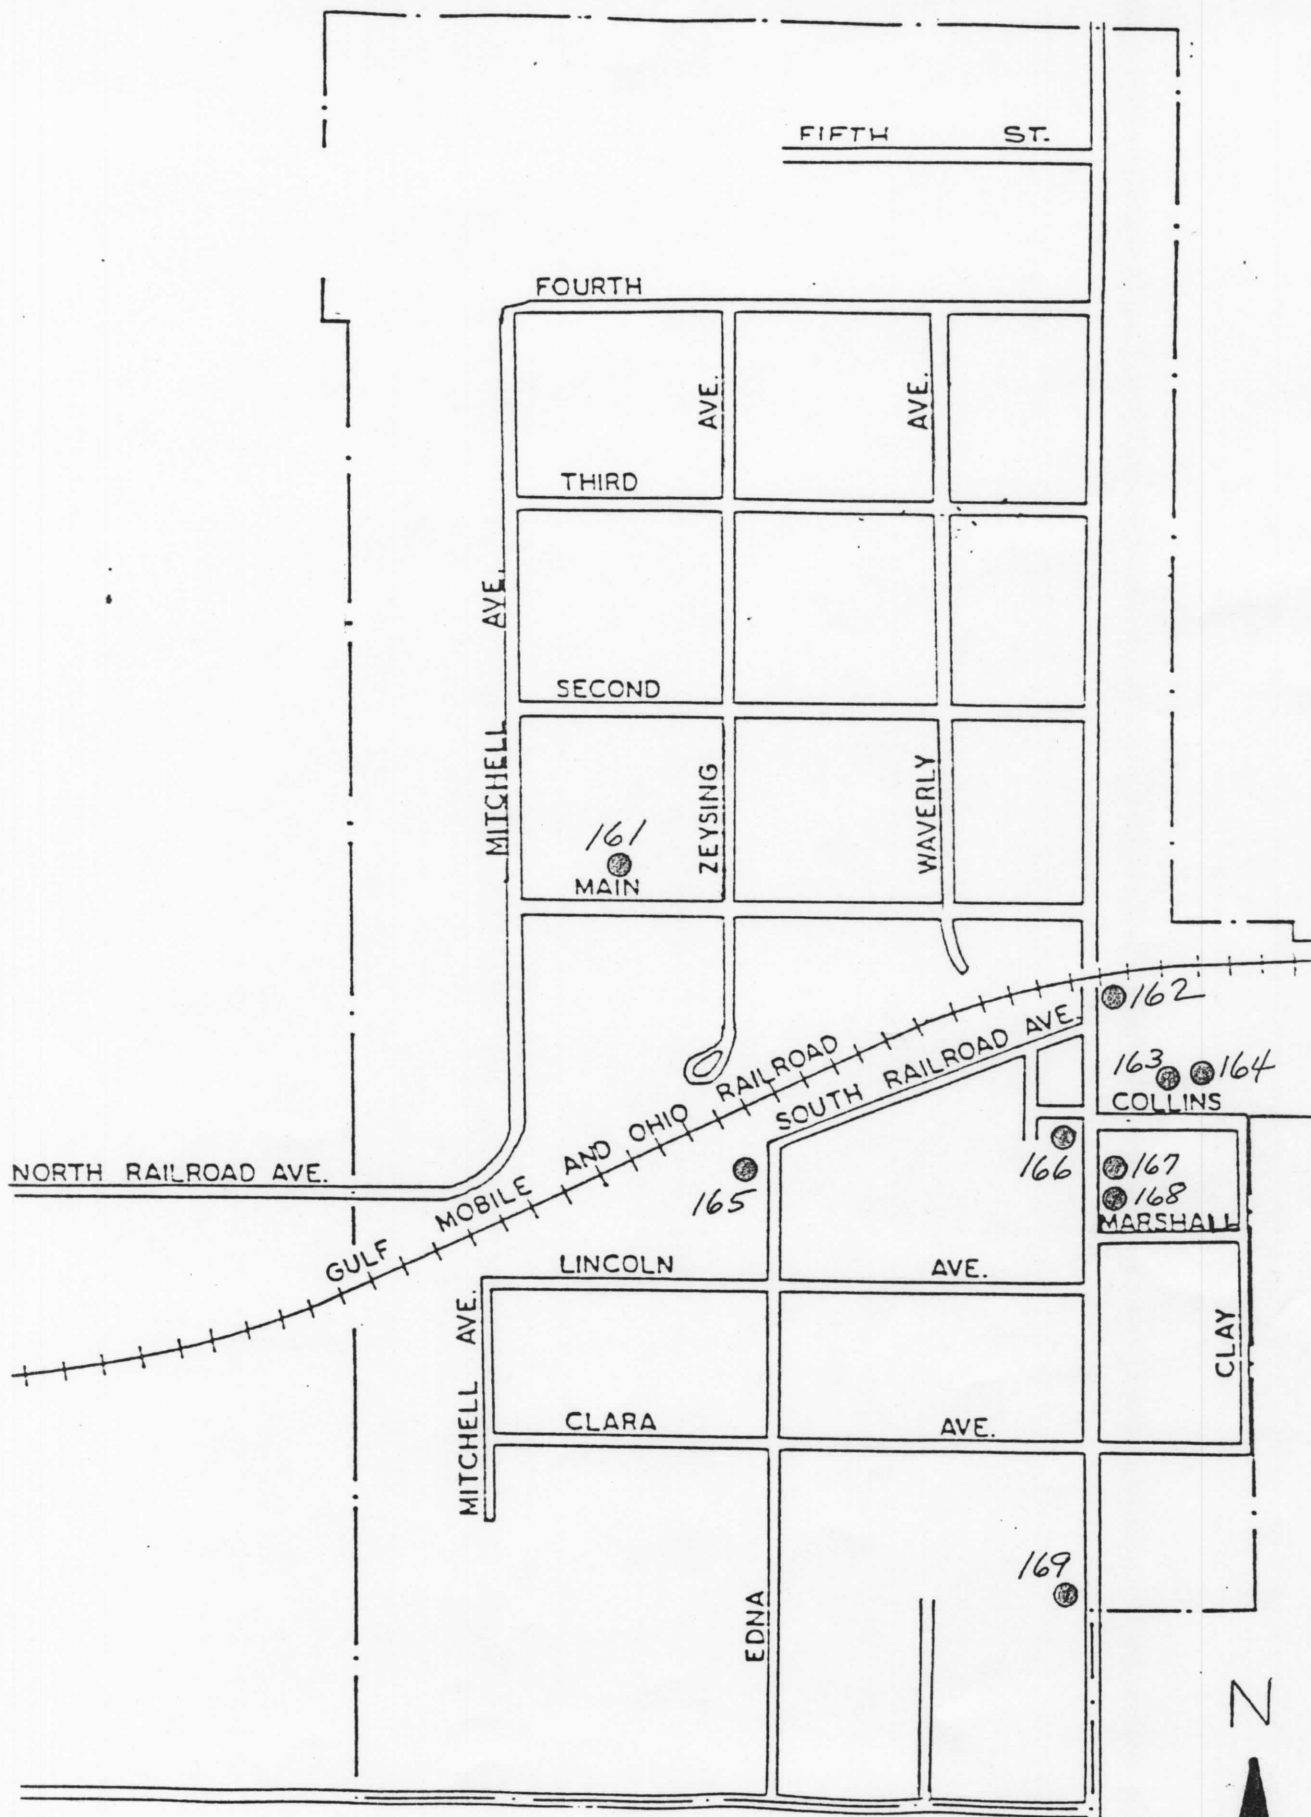 FIFTH ST.
FOURTH
AVE.
AVE.
THIRD
MITCHELL AVE.
SECOND
ZEYSING
WAVERLY
161
MAIN
162
SOUTH RAILROAD AVE.
163
164
COLLINS
GULF MOBILE AND OHIO RAILROAD
NORTH RAILROAD AVE.
165
166
167
168
MARSHALL
LINCOLN AVE.
MITCHELL AVE.
CLAY
CLARA AVE.
169
EDNA
N